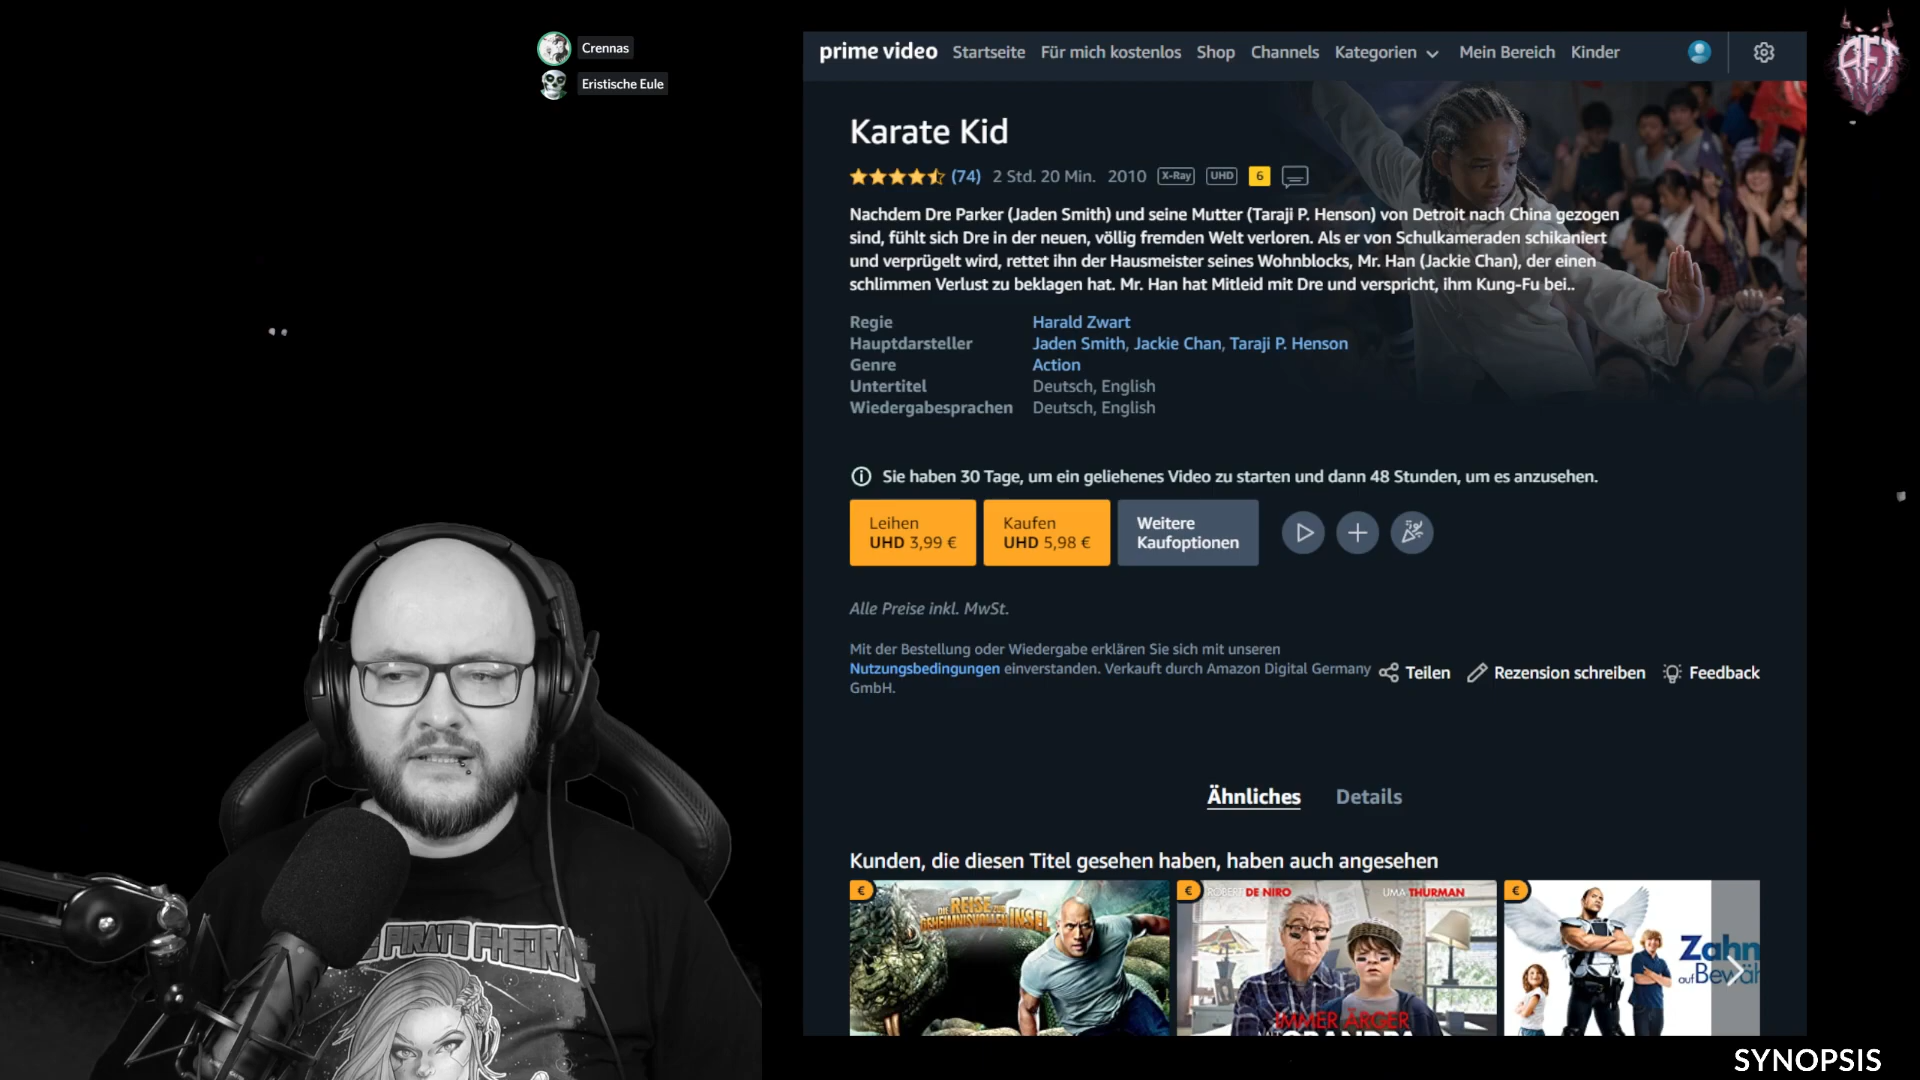 Crennas
Eristische Eule
prime video Startseite Für mich kostenlos Shop Channels Kategorien Mein Bereich Kinder
AFT
Karate Kid
(74) 2 Std. 20 Min. 2010 X-Ray UHD 6
Nachdem Dre Parker (Jaden Smith) und seine Mutter (Taraji P. Henson) von Detroit nach China gezogen
sind, fühlt sich Dre in der neuen, völlig fremden Welt verloren. Als er von Schulkameraden schikaniert
und verprügelt wird, rettet ihn der Hausmeister seines Wohnblocks, Mr. Han (Jackie Chan), der einen
schlimmen Verlust zu beklagen hat. Mr. Han hat Mitleid mit Dre und verspricht, ihm Kung-Fu bei..
Regie Harald Zwart
Hauptdarsteller Jaden Smith, Jackie Chan, Taraji P. Henson
Genre Action
Untertitel Deutsch, English
Wiedergabesprachen Deutsch, English
Sie haben 30 Tage, um ein geliehenes Video zu starten und dann 48 Stunden, um es anzusehen.
Leihen
UHD 3,99 €
Kaufen
UHD 5,98 €
Weitere
Kaufoptionen
Alle Preise inkl. MwSt.
Mit der Bestellung oder Wiedergabe erklären Sie sich mit unseren
Nutzungsbedingungen einverstanden. Verkauft durch Amazon Digital Germany
GmbH.
Teilen Rezension schreiben Feedback
Ähnliches Details
Kunden, die diesen Titel gesehen haben, haben auch angesehen
€
DIE REISE ZUR
GEHEIMNISVOLLEN INSEL
€
ROBERT DE NIRO UMA THURMAN
IMMER ÄRGER
GRANDPA
€
Zahn
auf Bewäh
PIRATE
SYNOPSIS